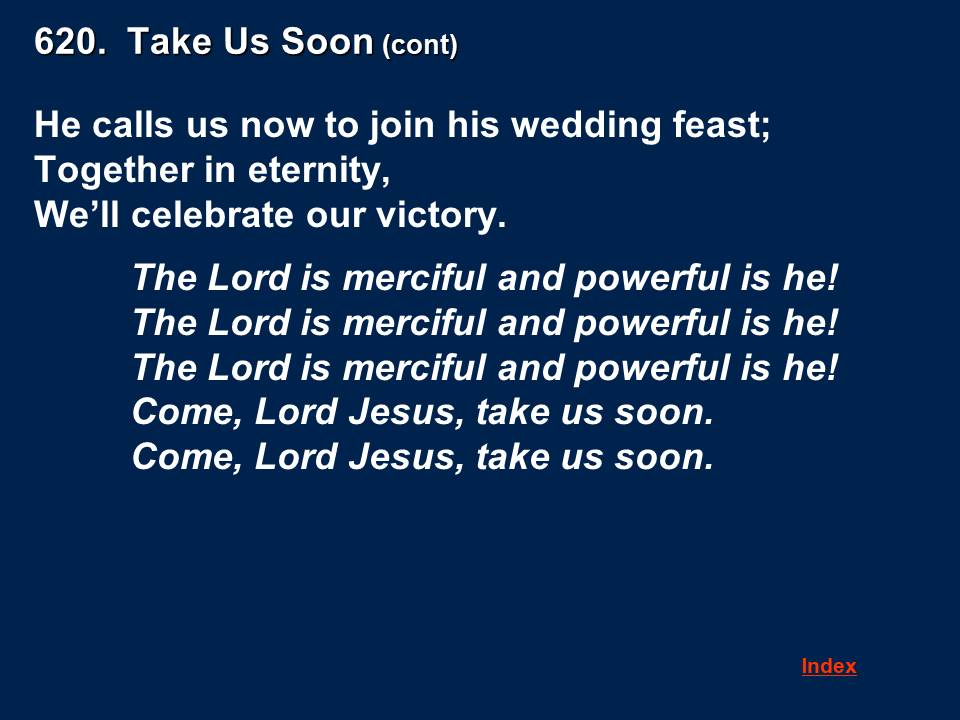 620.  Take Us Soon (cont)
He calls us now to join his wedding feast;
Together in eternity,
We’ll celebrate our victory.
The Lord is merciful and powerful is he!
The Lord is merciful and powerful is he!
The Lord is merciful and powerful is he!
Come, Lord Jesus, take us soon.
Come, Lord Jesus, take us soon.
Index